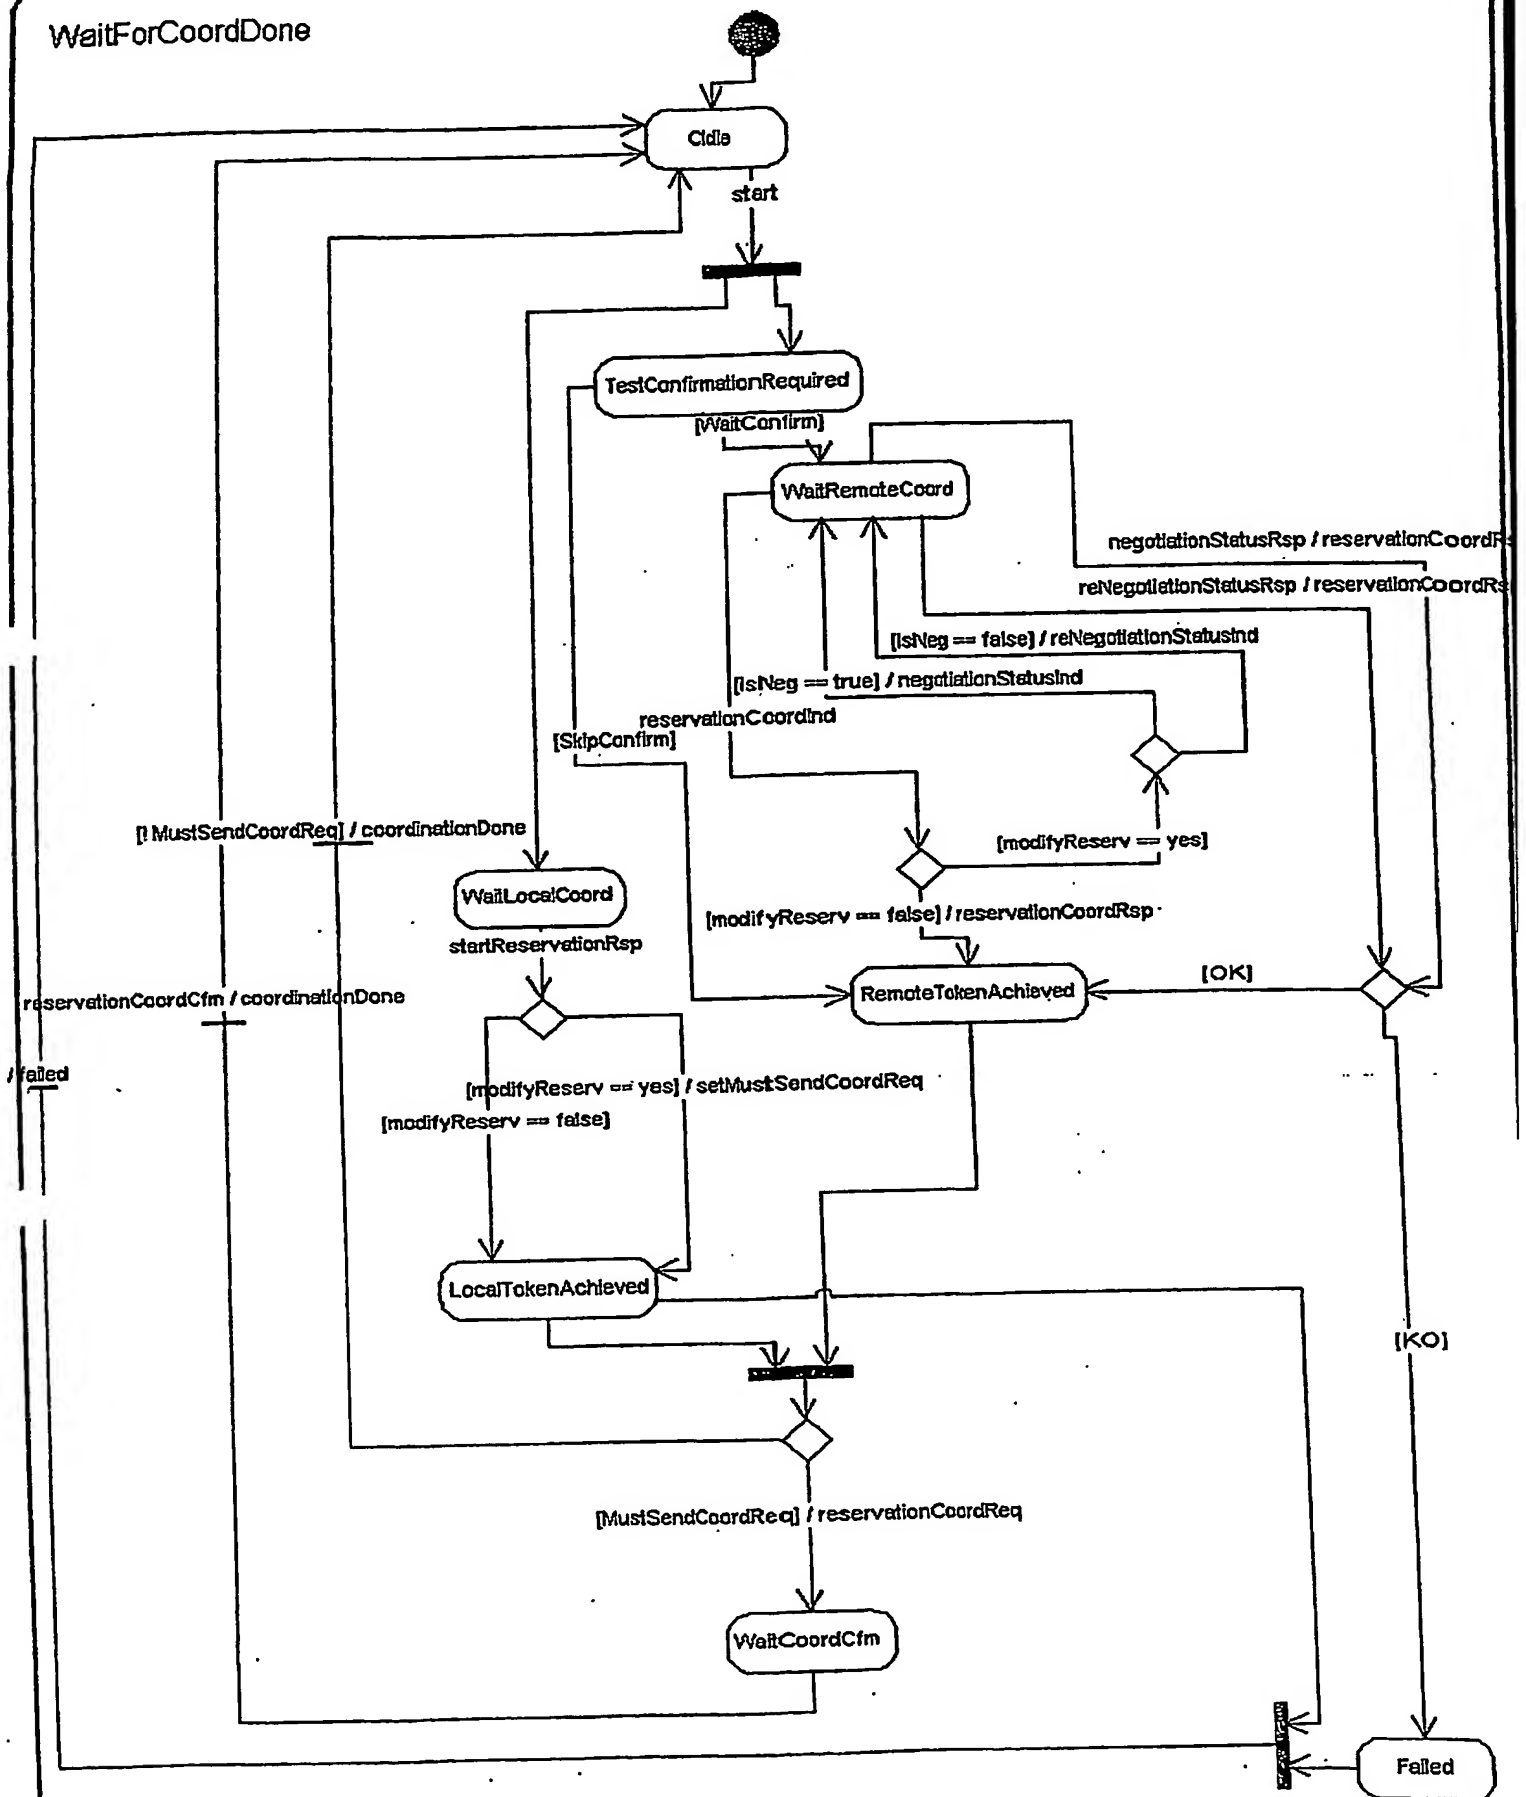 WaitForCoordDone
CIdle
start
TestConfirmationRequired
[WaitConfirm]
WaitRemoteCoord
negotiationStatusRsp / reservationCoordRs
reNegotiationStatusRsp / reservationCoordRs
[IsNeg == false] / reNegotiationStatusInd
[IsNeg == true] / negotiationStatusInd
reservationCoordInd
[SkipConfirm]
[! MustSendCoordReq] / coordinationDone
[modifyReserv == yes]
WaitLocalCoord
[modifyReserv == false] / reservationCoordRsp
startReservationRsp
[OK]
RemoteTokenAchieved
reservationCoordCfm / coordinationDone
/ failed
[modifyReserv == yes] / setMustSendCoordReq
[modifyReserv == false]
LocalTokenAchieved
[KO]
[MustSendCoordReq] / reservationCoordReq
WaitCoordCfm
Failed